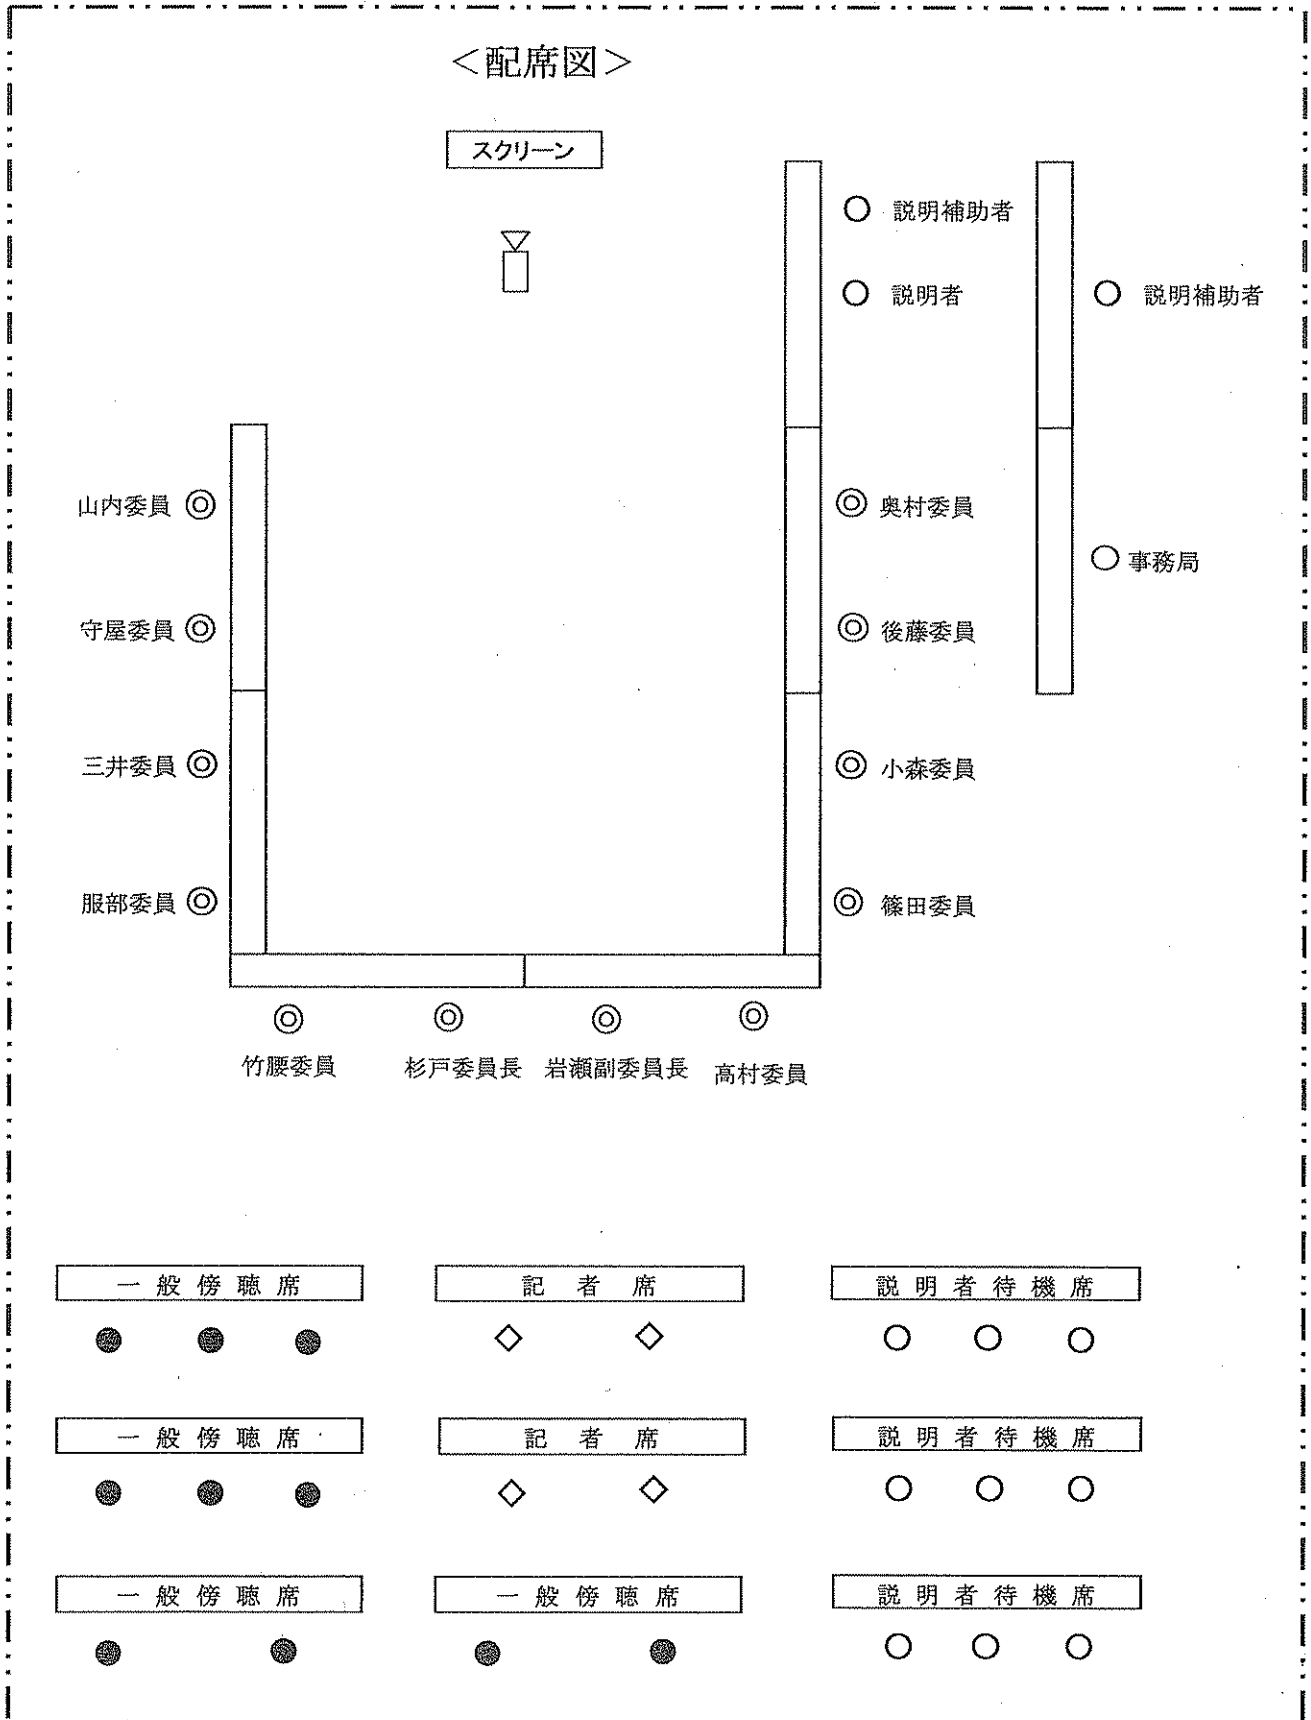 ＜配席図＞
スクリーン
説明補助者
説明者
説明補助者
山内委員
奥村委員
事務局
守屋委員
後藤委員
三井委員
小森委員
服部委員
篠田委員
竹腰委員
杉戸委員長
岩瀬副委員長
高村委員
一般傍聴席
記者席
説明者待機席
一般傍聴席
記者席
説明者待機席
一般傍聴席
一般傍聴席
説明者待機席